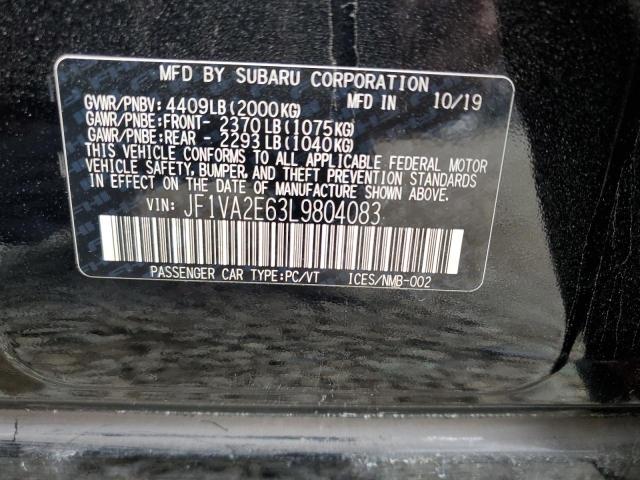 MFD BY SUBARU CORPORATION
GVWR/PNBV: 4409LB(2000KG) MFD IN 10/19
GAWR/PNBE:FRONT- 2370LB(1075KG)
GAWR/PNBE:REAR - 2293LB(1040KG)
THIS VEHICLE CONFORMS TO ALL APPLICABLE FEDERAL MOTOR
VEHICLE SAFETY, BUMPER, AND THEFT PREVENTION STANDARDS
IN EFFECT ON THE DATE OF MANUFACTURE SHOWN ABOVE.
VIN: JF1VA2E63L9804083
PASSENGER CAR TYPE:PC/VT ICES/NMB-002